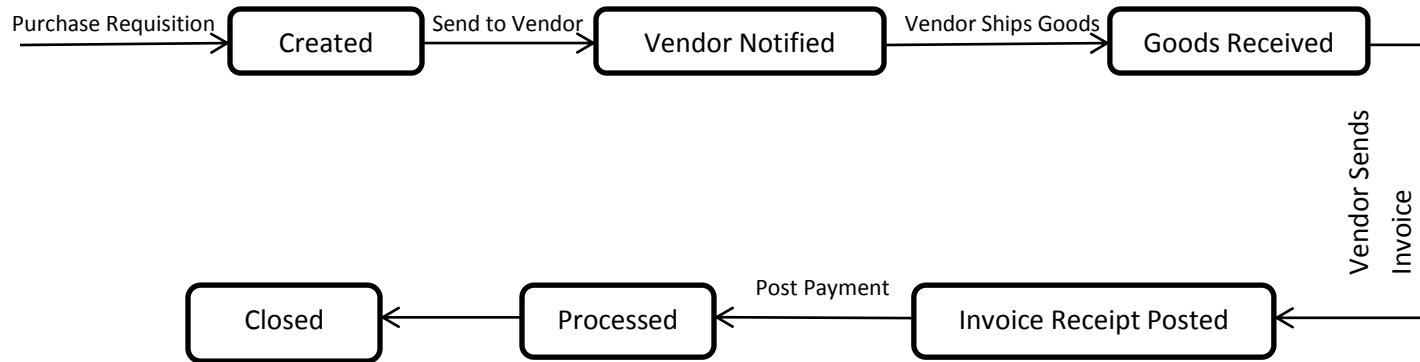 Purchase Requisition
Created
Send to Vendor
Vendor Notified
Vendor Ships Goods
Goods Received
Vendor Sends
Invoice
Invoice Receipt Posted
Post Payment
Processed
Closed